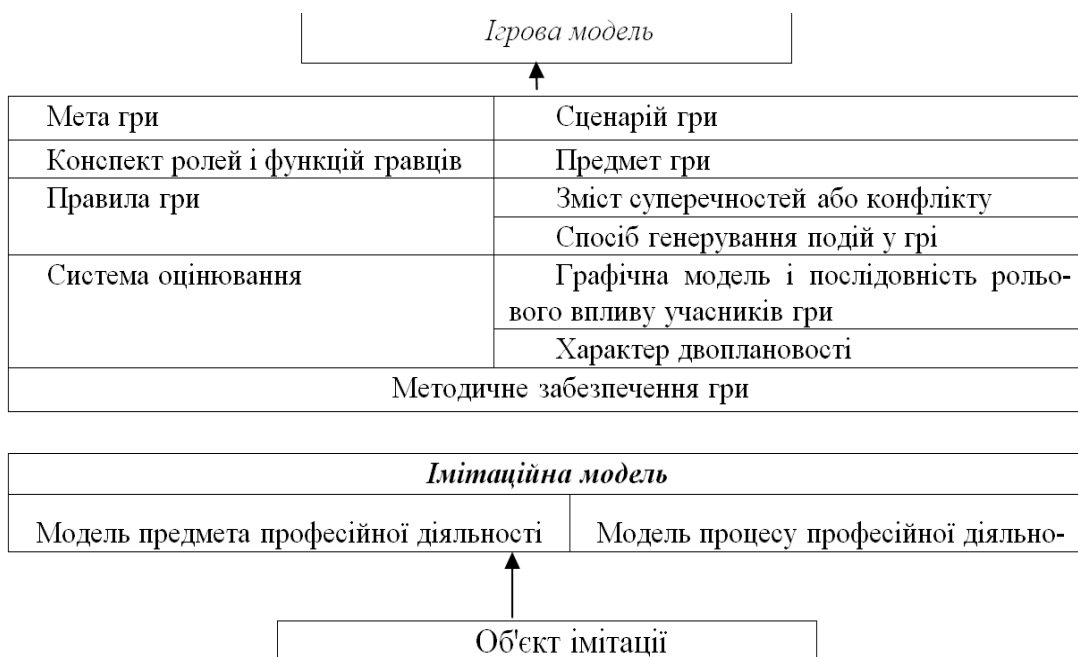 Ігрова модель
Мета гри
Сценарій гри
Конспект ролей і функцій гравців
Предмет гри
Правила гри
Зміст суперечностей або конфлікту
Спосіб генерування подій у грі
Система оцінювання
Графічна модель і послідовність рольо-
вого впливу учасників гри
Характер двоплановості
Методичне забезпечення гри
Імітаційна модель
Модель предмета професійної діяльності
Модель процесу професійної діяльно-
Об'єкт імітації